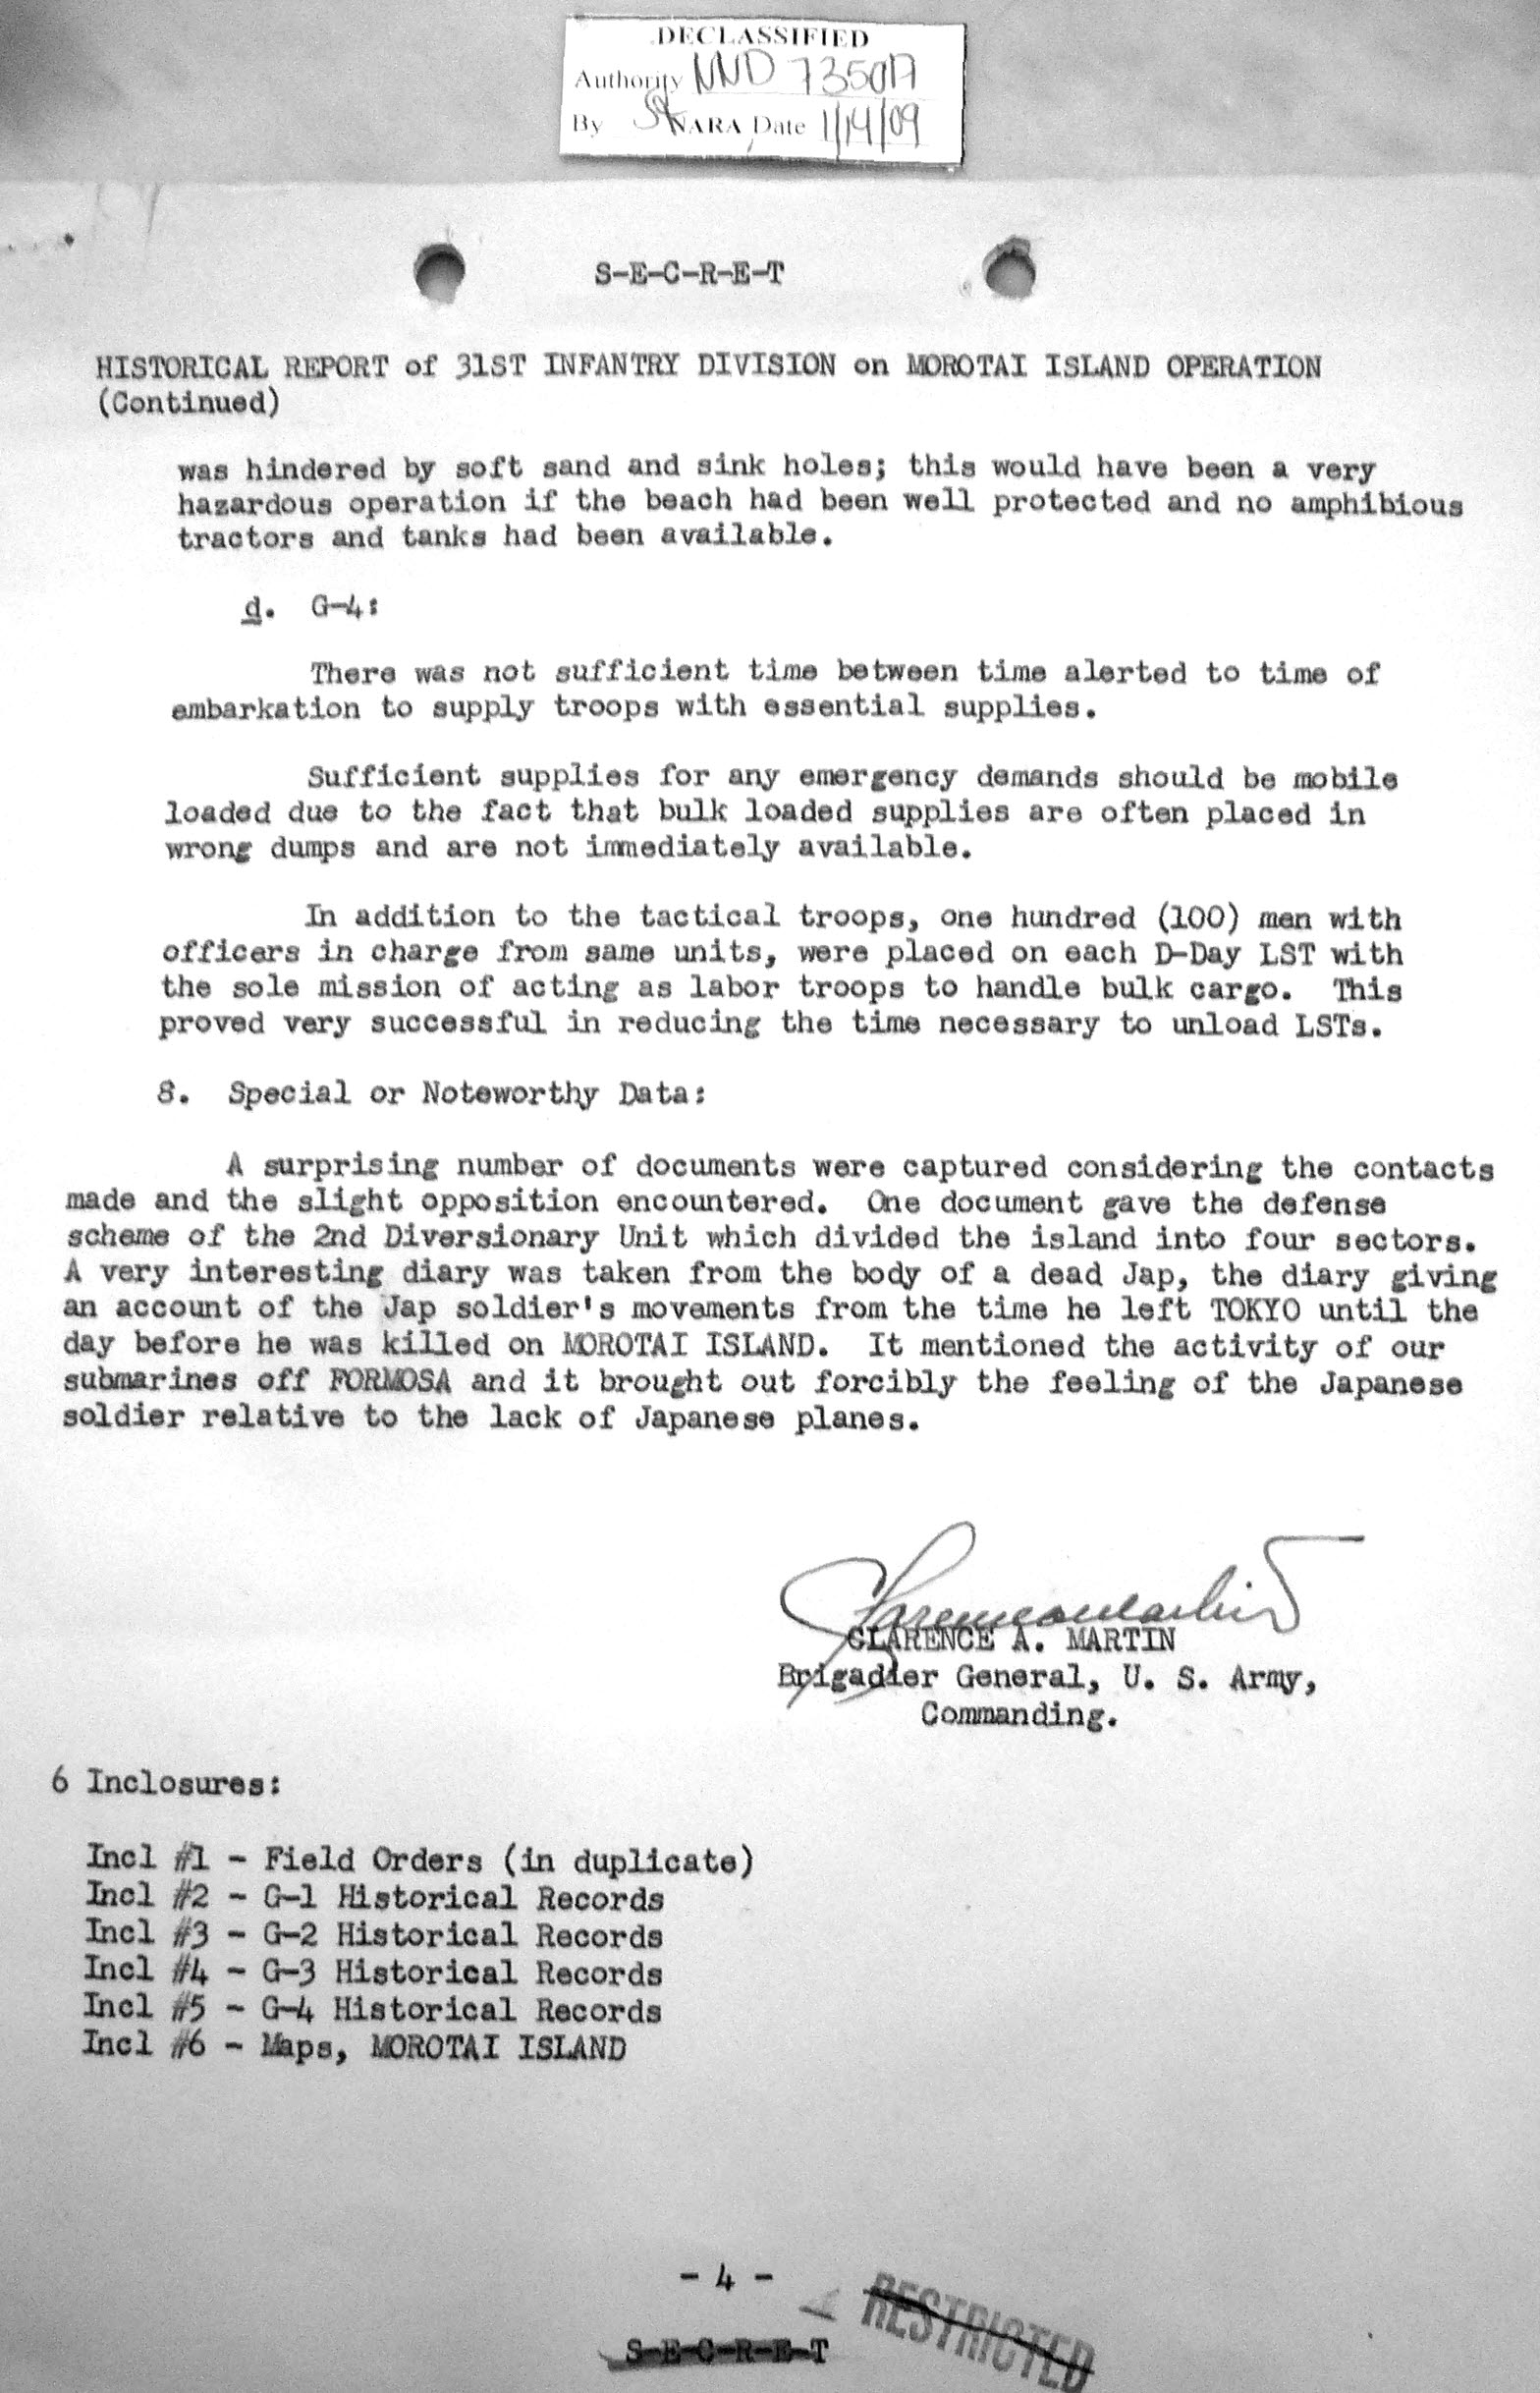 DECLASSIFIED
Authority NND 735017
By NARA Date 1/14/09
S-E-C-R-E-T
HISTORICAL REPORT of 31ST INFANTRY DIVISION on MOROTAI ISLAND OPERATION
(Continued)
was hindered by soft sand and sink holes; this would have been a very
hazardous operation if the beach had been well protected and no amphibious
tractors and tanks had been available.
d. G-4:
There was not sufficient time between time alerted to time of
embarkation to supply troops with essential supplies.
Sufficient supplies for any emergency demands should be mobile
loaded due to the fact that bulk loaded supplies are often placed in
wrong dumps and are not immediately available.
In addition to the tactical troops, one hundred (100) men with
officers in charge from same units, were placed on each D-Day LST with
the sole mission of acting as labor troops to handle bulk cargo. This
proved very successful in reducing the time necessary to unload LSTs.
8. Special or Noteworthy Data:
A surprising number of documents were captured considering the contacts
made and the slight opposition encountered. One document gave the defense
scheme of the 2nd Diversionary Unit which divided the island into four sectors.
A very interesting diary was taken from the body of a dead Jap, the diary giving
an account of the Jap soldier's movements from the time he left TOKYO until the
day before he was killed on MOROTAI ISLAND. It mentioned the activity of our
submarines off FORMOSA and it brought out forcibly the feeling of the Japanese
soldier relative to the lack of Japanese planes.
CLARENCE A. MARTIN
Brigadier General, U. S. Army,
Commanding.
6 Inclosures:
Incl #1 - Field Orders (in duplicate)
Incl #2 - G-1 Historical Records
Incl #3 - G-2 Historical Records
Incl #4 - G-3 Historical Records
Incl #5 - G-4 Historical Records
Incl #6 - Maps, MOROTAI ISLAND
- 4 -
RESTRICTED
S-E-C-R-E-T